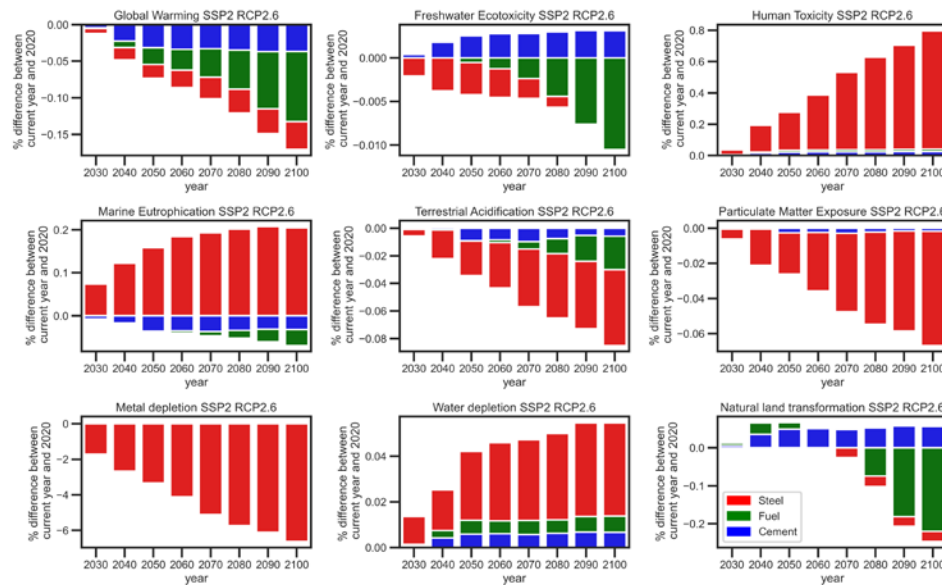 Global Warming SSP2 RCP2.6
% difference between
current year and 2020
0.00
−0.05
−0.10
−0.15
2030 2040 2050 2060 2070 2080 2090 2100
year
Freshwater Ecotoxicity SSP2 RCP2.6
% difference between
current year and 2020
0.000
−0.005
−0.010
2030 2040 2050 2060 2070 2080 2090 2100
year
Human Toxicity SSP2 RCP2.6
% difference between
current year and 2020
0.8
0.6
0.4
0.2
0.0
2030 2040 2050 2060 2070 2080 2090 2100
year
Marine Eutrophication SSP2 RCP2.6
% difference between
current year and 2020
0.2
0.1
0.0
2030 2040 2050 2060 2070 2080 2090 2100
year
Terrestrial Acidification SSP2 RCP2.6
% difference between
current year and 2020
0.00
−0.02
−0.04
−0.06
−0.08
2030 2040 2050 2060 2070 2080 2090 2100
year
Particulate Matter Exposure SSP2 RCP2.6
% difference between
current year and 2020
0.00
−0.02
−0.04
−0.06
2030 2040 2050 2060 2070 2080 2090 2100
year
Metal depletion SSP2 RCP2.6
% difference between
current year and 2020
0
−2
−4
−6
2030 2040 2050 2060 2070 2080 2090 2100
year
Water depletion SSP2 RCP2.6
% difference between
current year and 2020
0.04
0.02
0.00
2030 2040 2050 2060 2070 2080 2090 2100
year
Natural land transformation SSP2 RCP2.6
% difference between
current year and 2020
0.0
−0.1
−0.2
Steel
Fuel
Cement
2030 2040 2050 2060 2070 2080 2090 2100
year